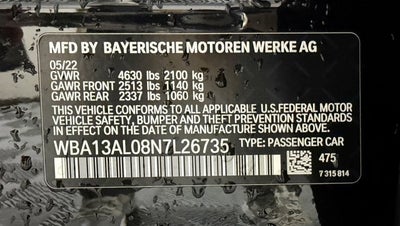 MFD BY BAYERISCHE MOTOREN WERKE AG
05/22
GVWR 4630 lbs 2100 kg
GAWR FRONT 2513 lbs 1140 kg
GAWR REAR 2337 lbs 1060 kg
THIS VEHICLE CONFORMS TO ALL APPLICABLE U.S.FEDERAL MOTOR
VEHICLE SAFETY, BUMPER AND THEFT PREVENTION STANDARDS
IN EFFECT ON THE DATE OF MANUFACTURE SHOWN ABOVE.
WBA13AL08N7L26735 TYPE: PASSENGER CAR
475
7 315 814